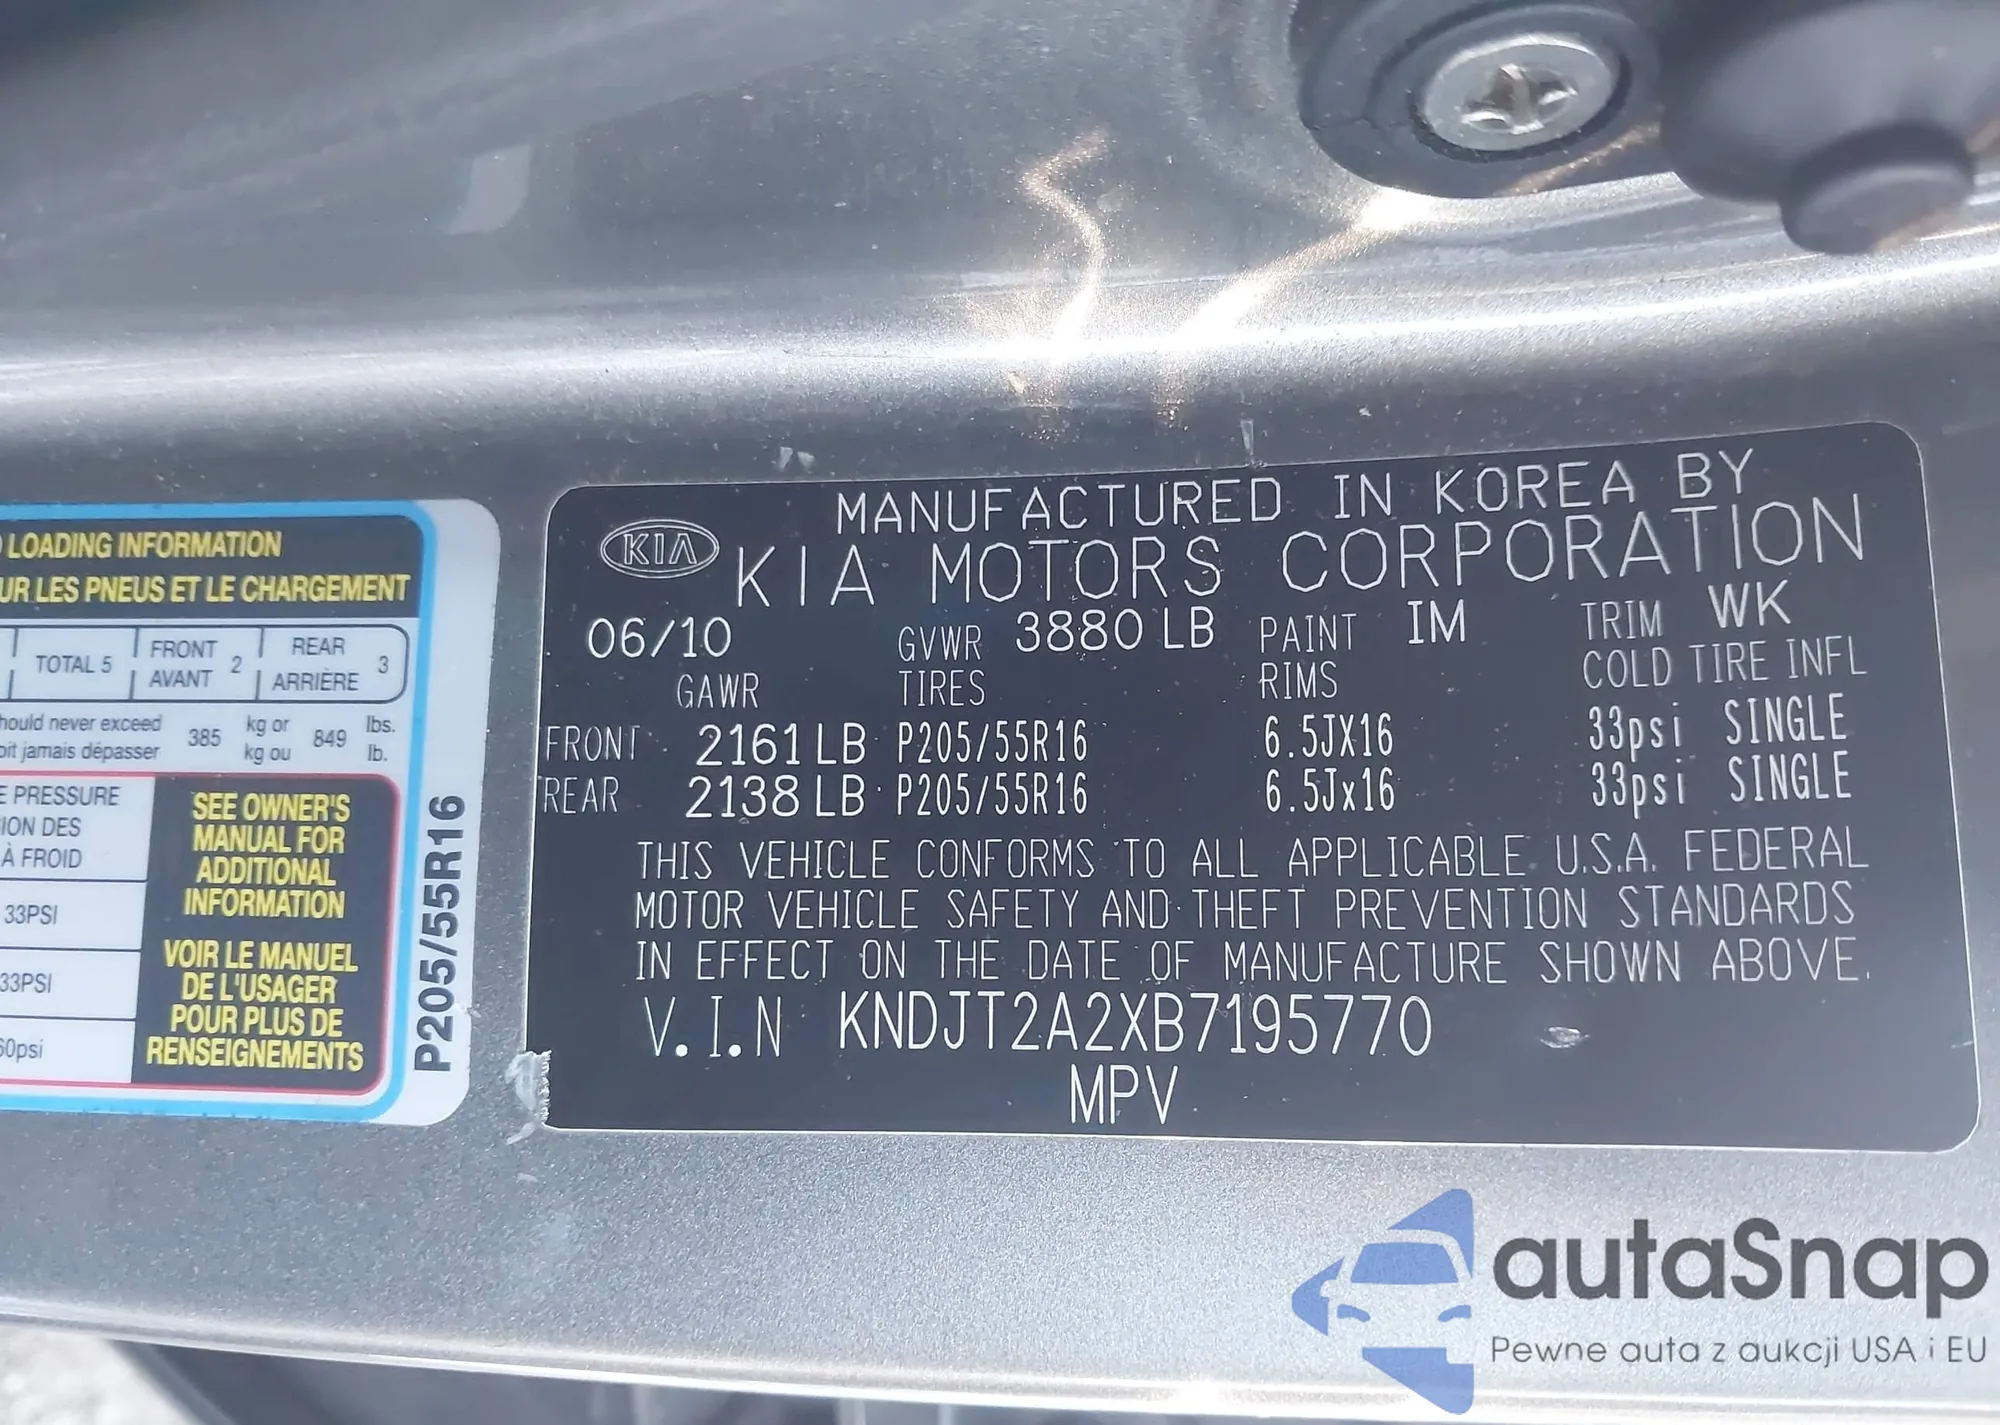 LOADING INFORMATION
UR LES PNEUS ET LE CHARGEMENT
TOTAL 5 FRONT AVANT 2 REAR ARRIÈRE 3
should never exceed 385 kg or 849 lbs.
oit jamais dépasser kg ou lb.
E PRESSURE
ION DES
À FROID
33PSI
33PSI
60psi
SEE OWNER'S
MANUAL FOR
ADDITIONAL
INFORMATION
VOIR LE MANUEL
DE L'USAGER
POUR PLUS DE
RENSEIGNEMENTS
P205/55R16
MANUFACTURED IN KOREA BY
KIA KIA MOTORS CORPORATION
06/10 GVWR 3880 LB PAINT IM TRIM WK
GAWR TIRES RIMS COLD TIRE INFL
FRONT 2161 LB P205/55R16 6.5JX16 33psi SINGLE
REAR 2138 LB P205/55R16 6.5Jx16 33psi SINGLE
THIS VEHICLE CONFORMS TO ALL APPLICABLE U.S.A. FEDERAL
MOTOR VEHICLE SAFETY AND THEFT PREVENTION STANDARDS
IN EFFECT ON THE DATE OF MANUFACTURE SHOWN ABOVE.
V.I.N KNDJT2A2XB7195770
MPV
autaSnap
Pewne auta z aukcji USA i EU